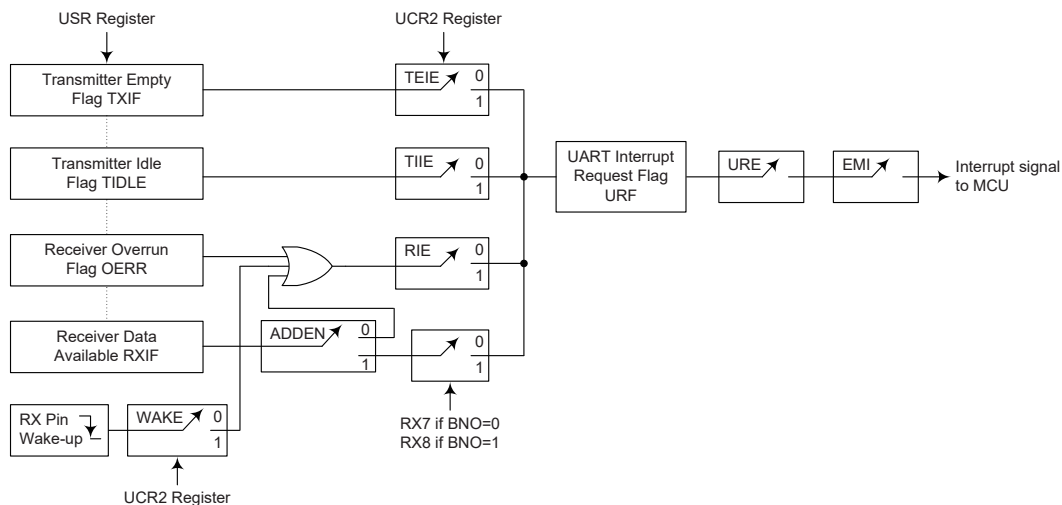 USR Register
UCR2 Register
Transmitter Empty
Flag TXIF
TEIE
0
1
Transmitter Idle
Flag TIDLE
TIIE
0
1
UART Interrupt
Request Flag
URF
URE
EMI
Interrupt signal
to MCU
Receiver Overrun
Flag OERR
RIE
0
1
Receiver Data
Available RXIF
ADDEN
0
1
0
1
RX Pin
Wake-up
WAKE
0
1
RX7 if BNO=0
RX8 if BNO=1
UCR2 Register